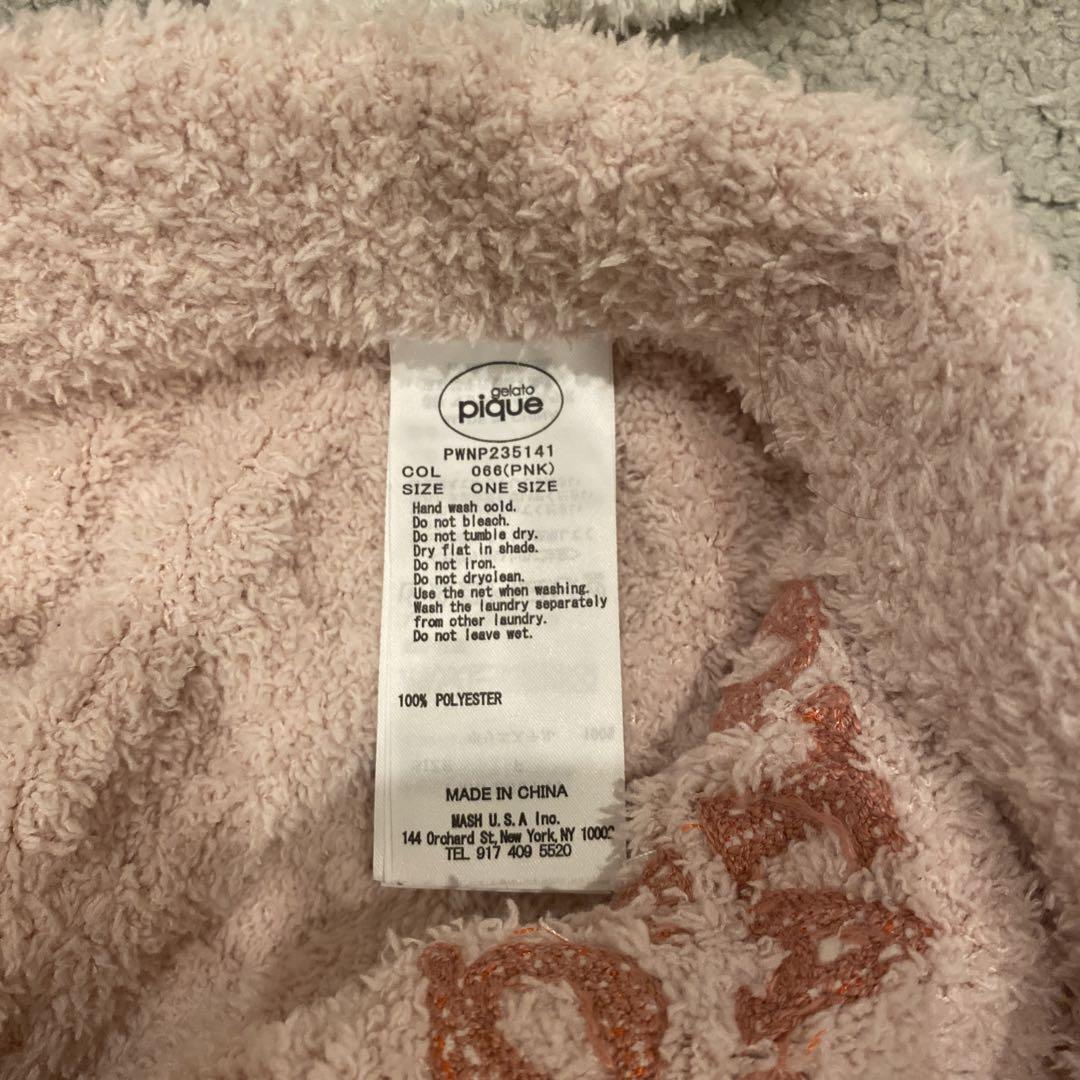 gelato
pique
PWNP235141
COL 066(PNK)
SIZE ONE SIZE
Hand wash cold.
Do not bleach.
Do not tumble dry.
Dry flat in shade.
Do not iron.
Do not dryclean.
Use the net when washing.
Wash the laundry separately
from other laundry.
Do not leave wet.
100% POLYESTER
MADE IN CHINA
MASH U.S.A Inc.
144 Orchard St, New York, NY 10002
TEL 917 409 5520